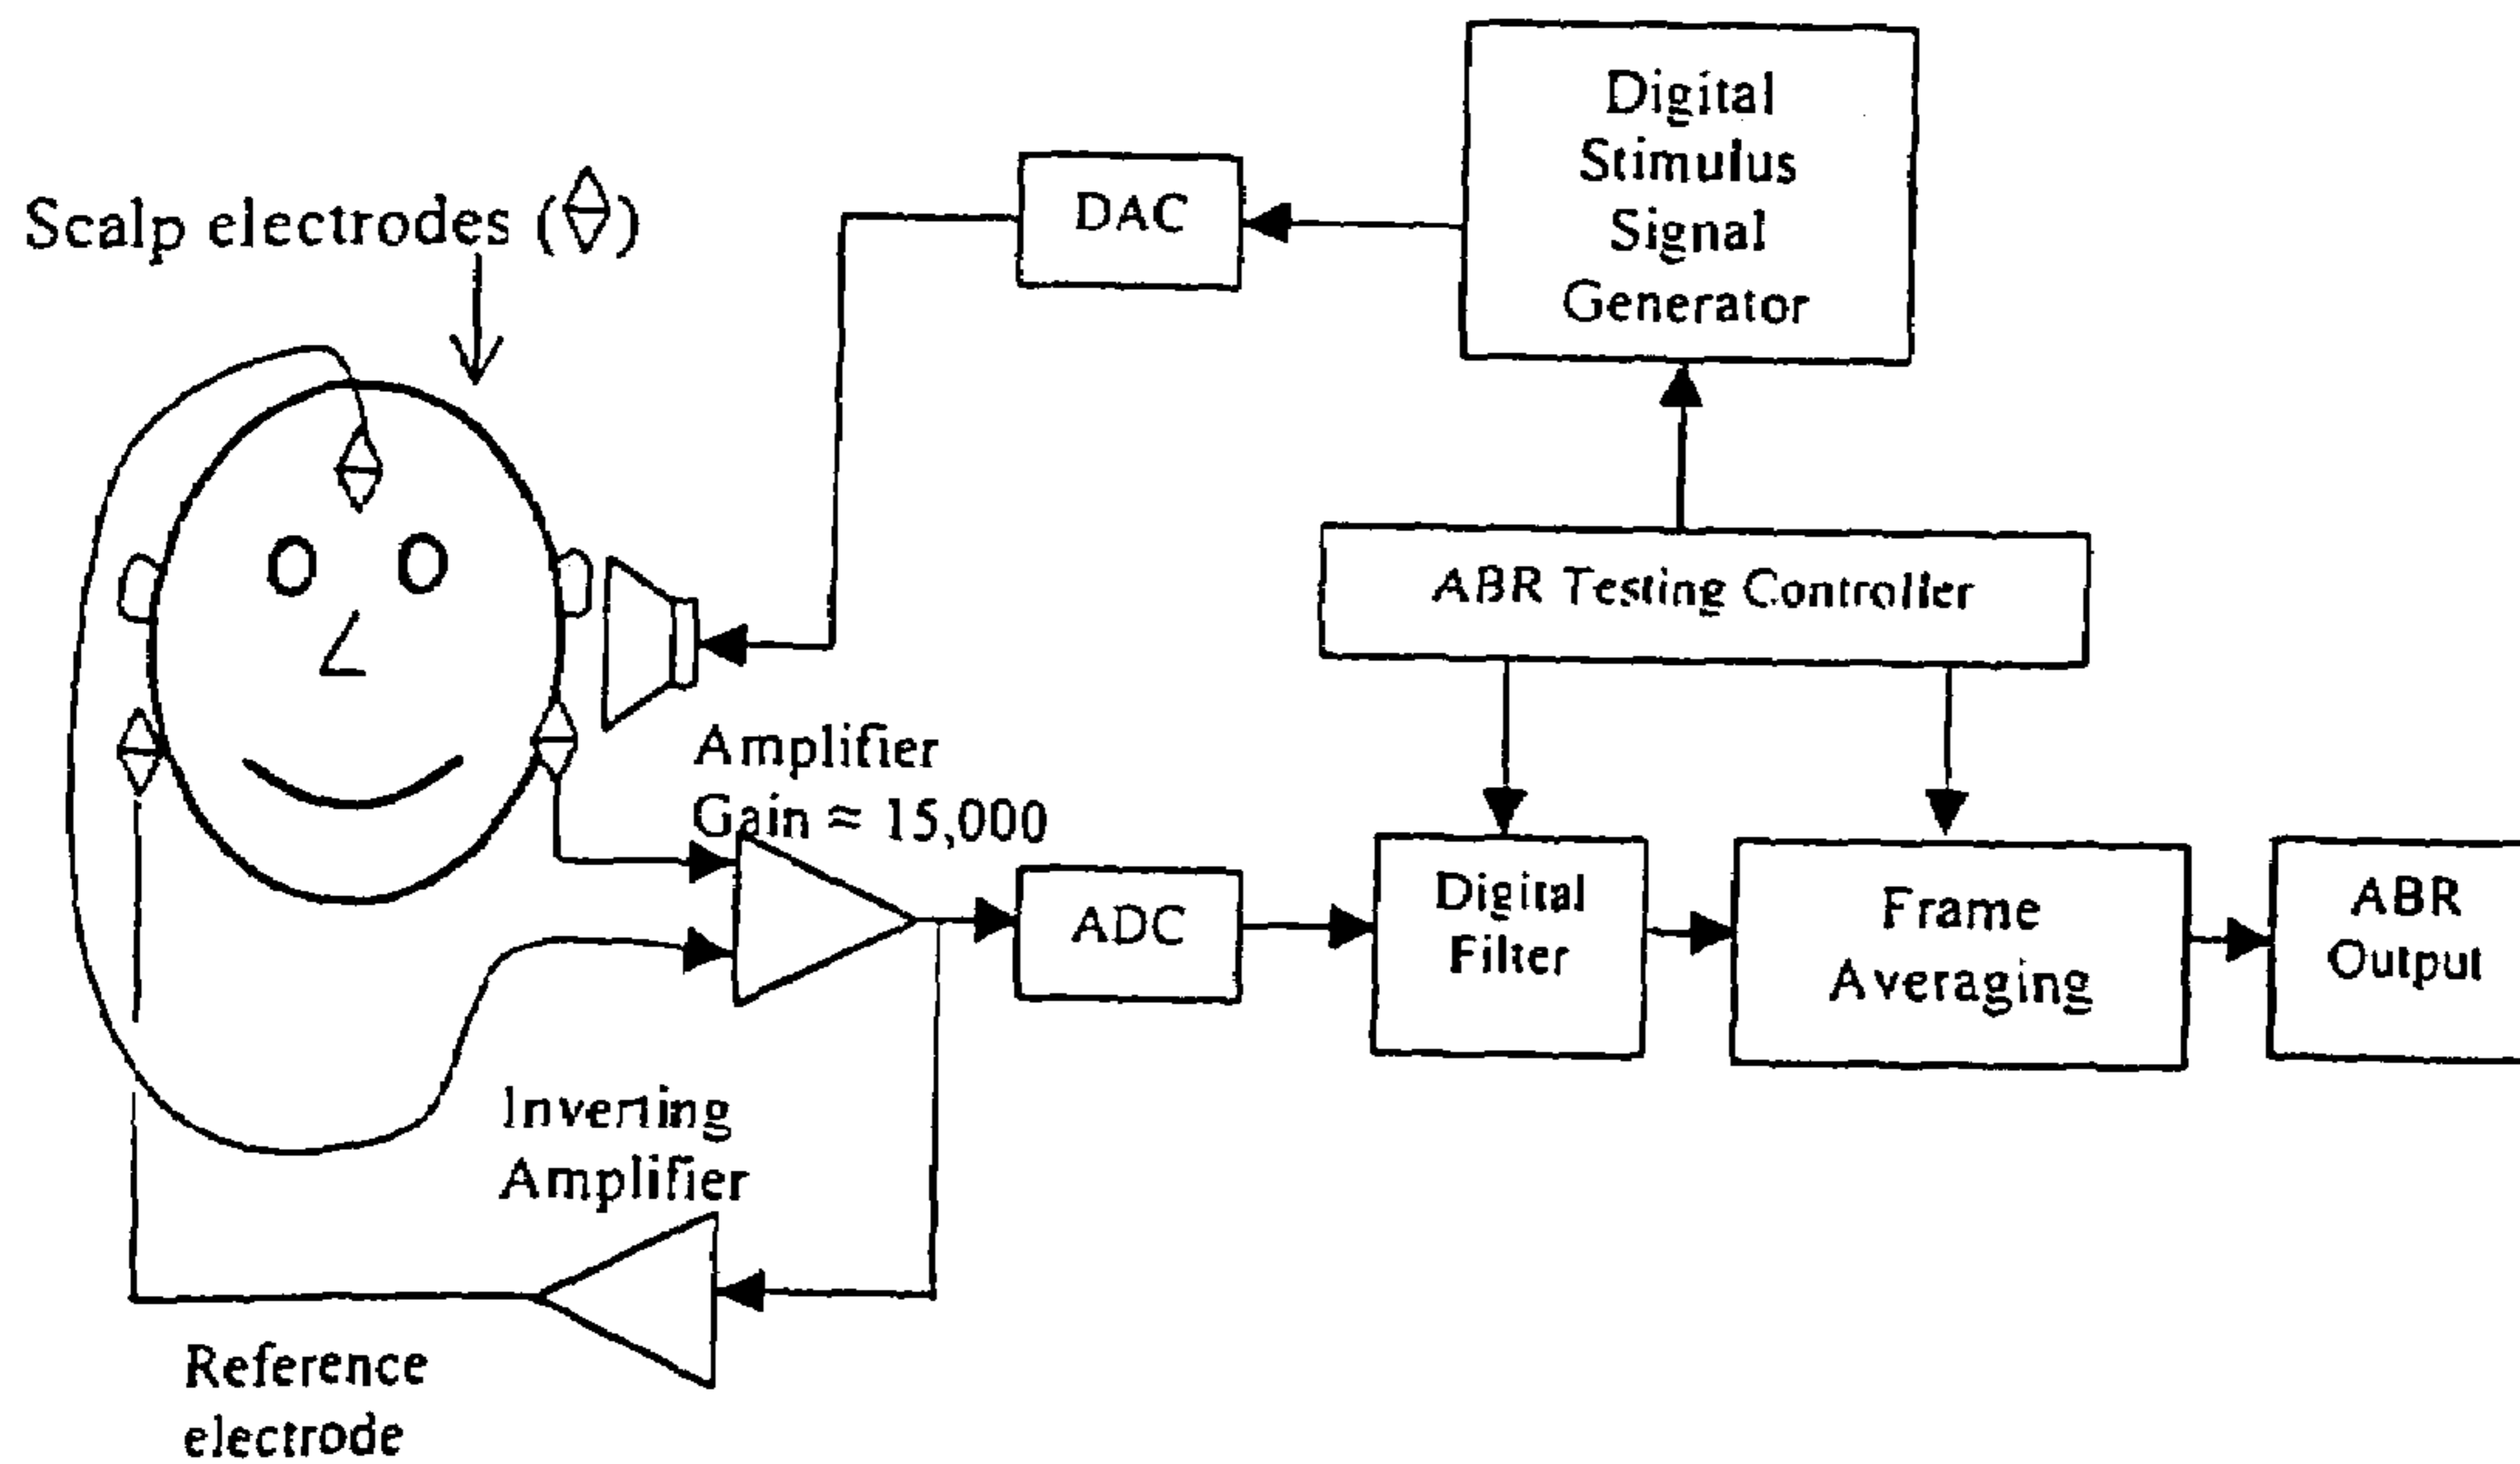 Digital
Stimulus
Signal
Generator
DAC
Scalp electrodes ( )
ABR Testing Controller
Amplifier
Gain ≈ 15,000
ADC
Digital
Filter
Frame
Averaging
ABR
Output
Inverting
Amplifier
Reference
electrode